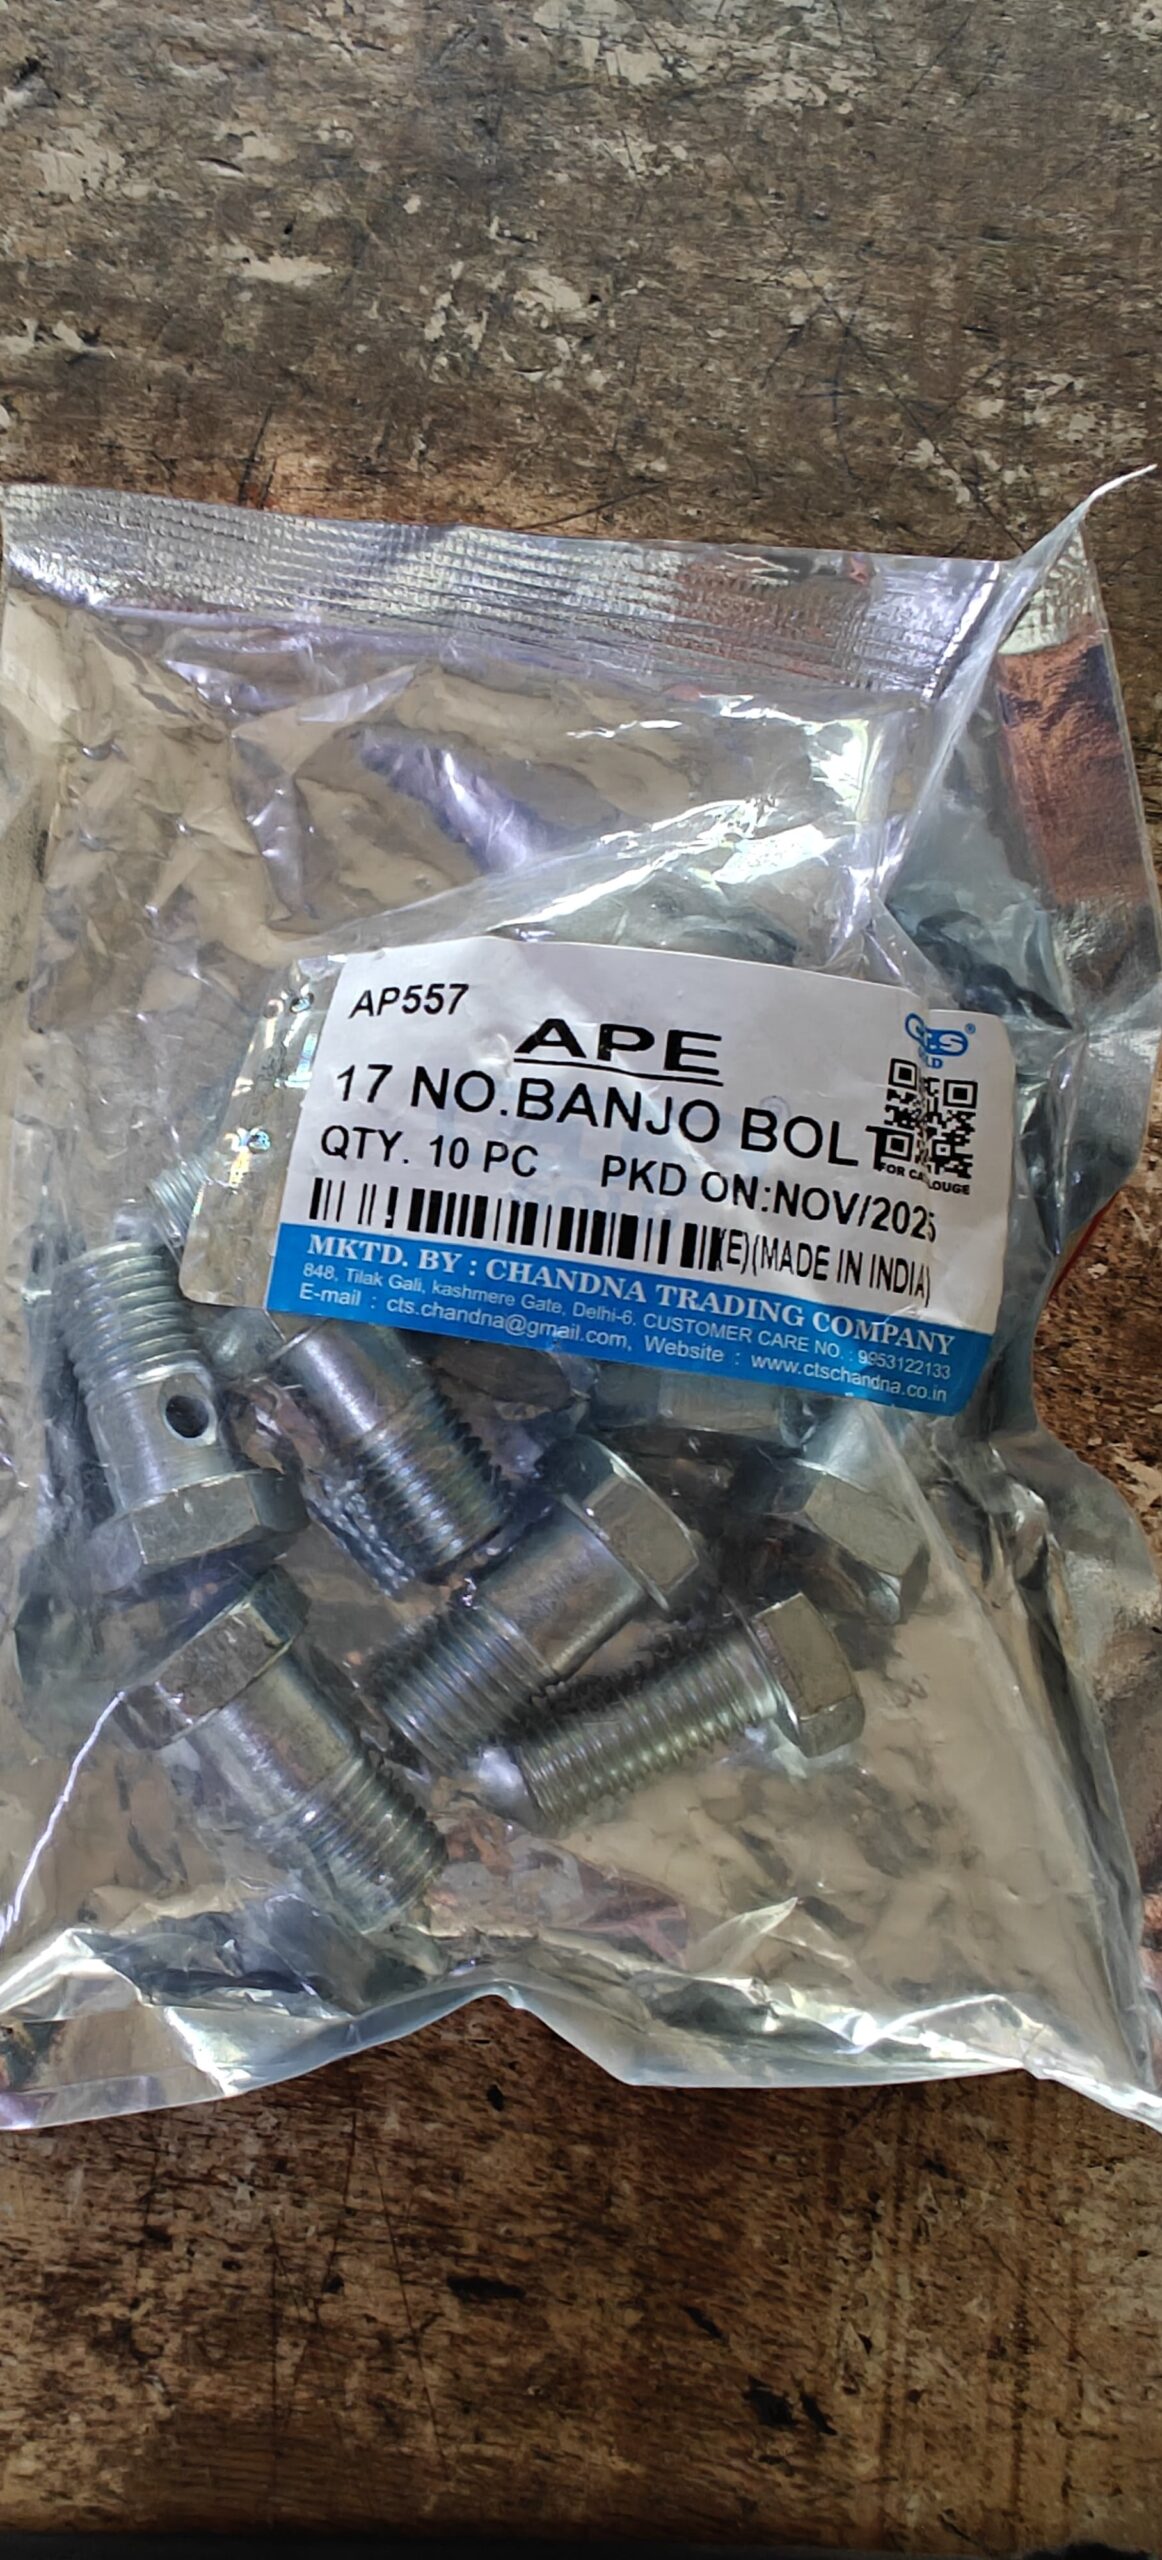 AP557
APE
17 NO.BANJO BOLT
QTY. 10 PC PKD ON:NOV/2025
(E)(MADE IN INDIA)
MKTD. BY : CHANDNA TRADING COMPANY
848, Tilak Gali, kashmere Gate, Delhi-6. CUSTOMER CARE NO. : 9953122133
E-mail : cts.chandna@gmail.com, Website : www.ctschandna.co.in